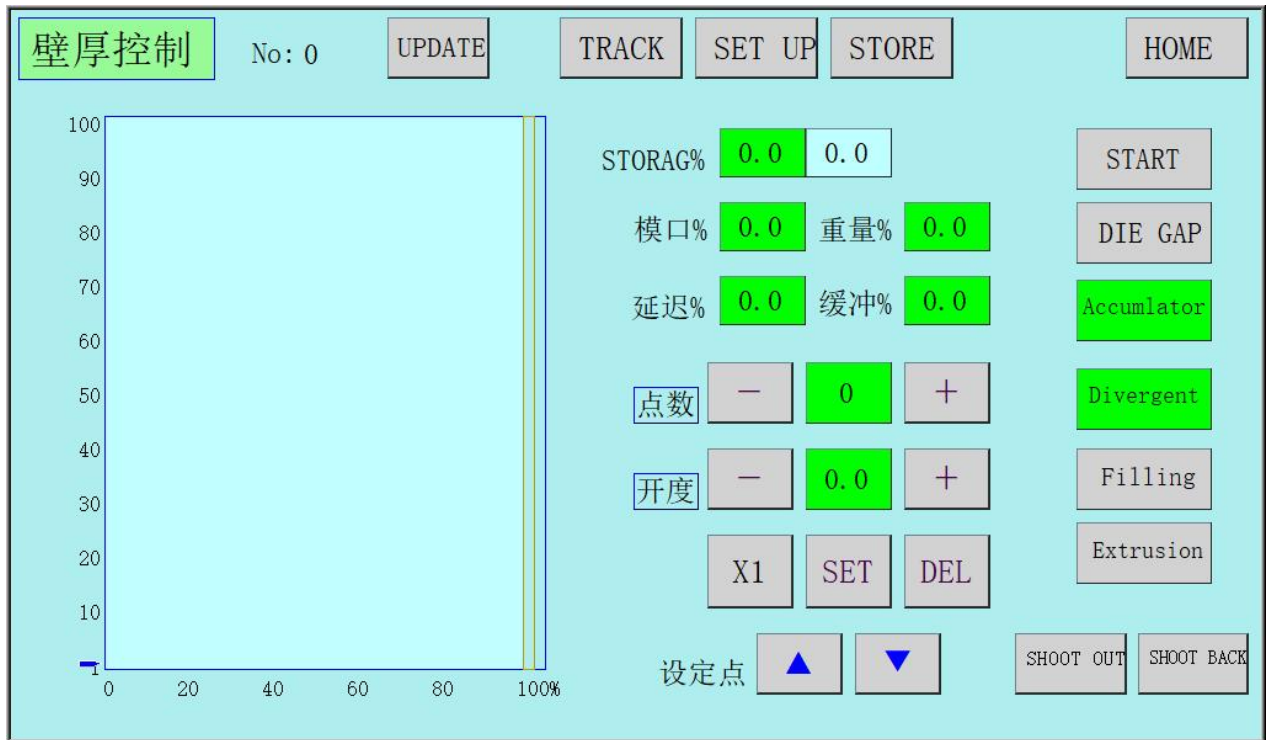 壁厚控制 No: 0 UPDATE TRACK SET UP STORE HOME
100
90
80
70
60
50
40
30
20
10
1
0 20 40 60 80 100%
STORAG% 0.0 0.0
模口% 0.0 重量% 0.0
延迟% 0.0 缓冲% 0.0
点数 － 0 ＋
开度 － 0.0 ＋
X1 SET DEL
设定点 ▲ ▼
START
DIE GAP
Accumlator
Divergent
Filling
Extrusion
SHOOT OUT SHOOT BACK